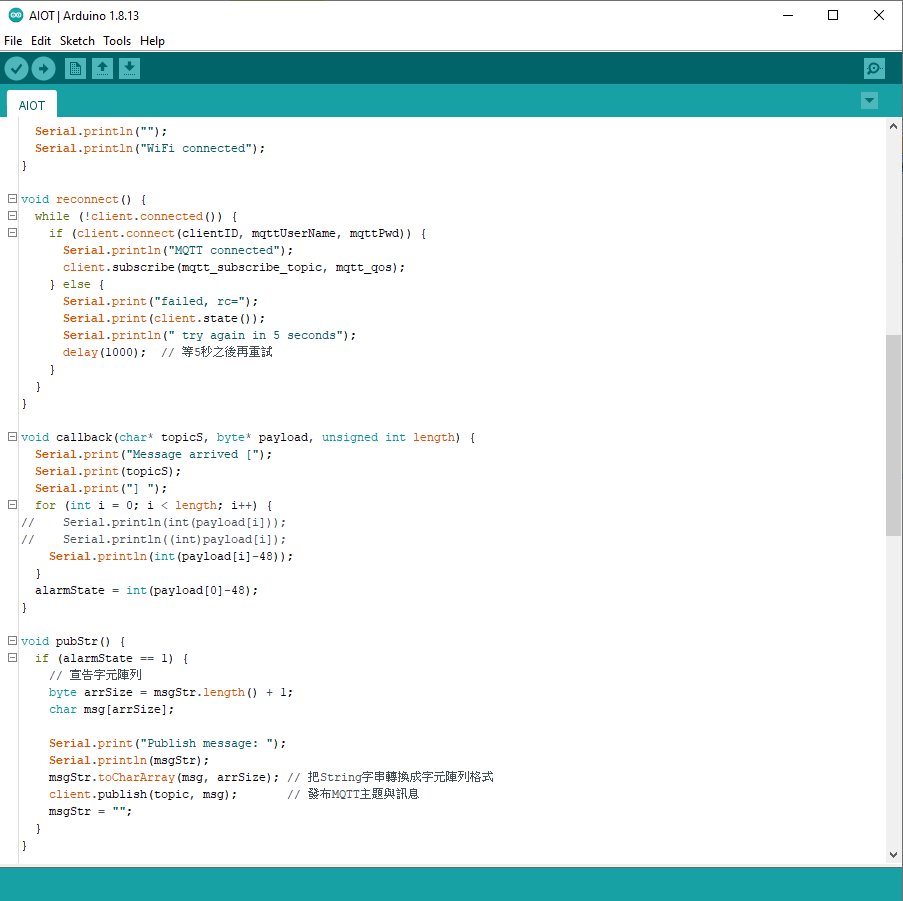 AIOT | Arduino 1.8.13
File Edit Sketch Tools Help
AIOT
Serial.println("");
Serial.println("WiFi connected");
}
void reconnect() {
while (!client.connected()) {
if (client.connect(clientID, mqttUserName, mqttPwd)) {
Serial.println("MQTT connected");
client.subscribe(mqtt_subscribe_topic, mqtt_qos);
} else {
Serial.print("failed, rc=");
Serial.print(client.state());
Serial.println(" try again in 5 seconds");
delay(1000);  // 等5秒之後再重試
}
}
}
void callback(char* topicS, byte* payload, unsigned int length) {
Serial.print("Message arrived [");
Serial.print(topicS);
Serial.print("] ");
for (int i = 0; i < length; i++) {
//    Serial.println(int(payload[i]));
//    Serial.println((int)payload[i]);
Serial.println(int(payload[i]-48));
}
alarmState = int(payload[0]-48);
}
void pubStr() {
if (alarmState == 1) {
// 宣告字元陣列
byte arrSize = msgStr.length() + 1;
char msg[arrSize];
Serial.print("Publish message: ");
Serial.println(msgStr);
msgStr.toCharArray(msg, arrSize); // 把String字串轉換成字元陣列格式
client.publish(topic, msg);       // 發布MQTT主題與訊息
msgStr = "";
}
}